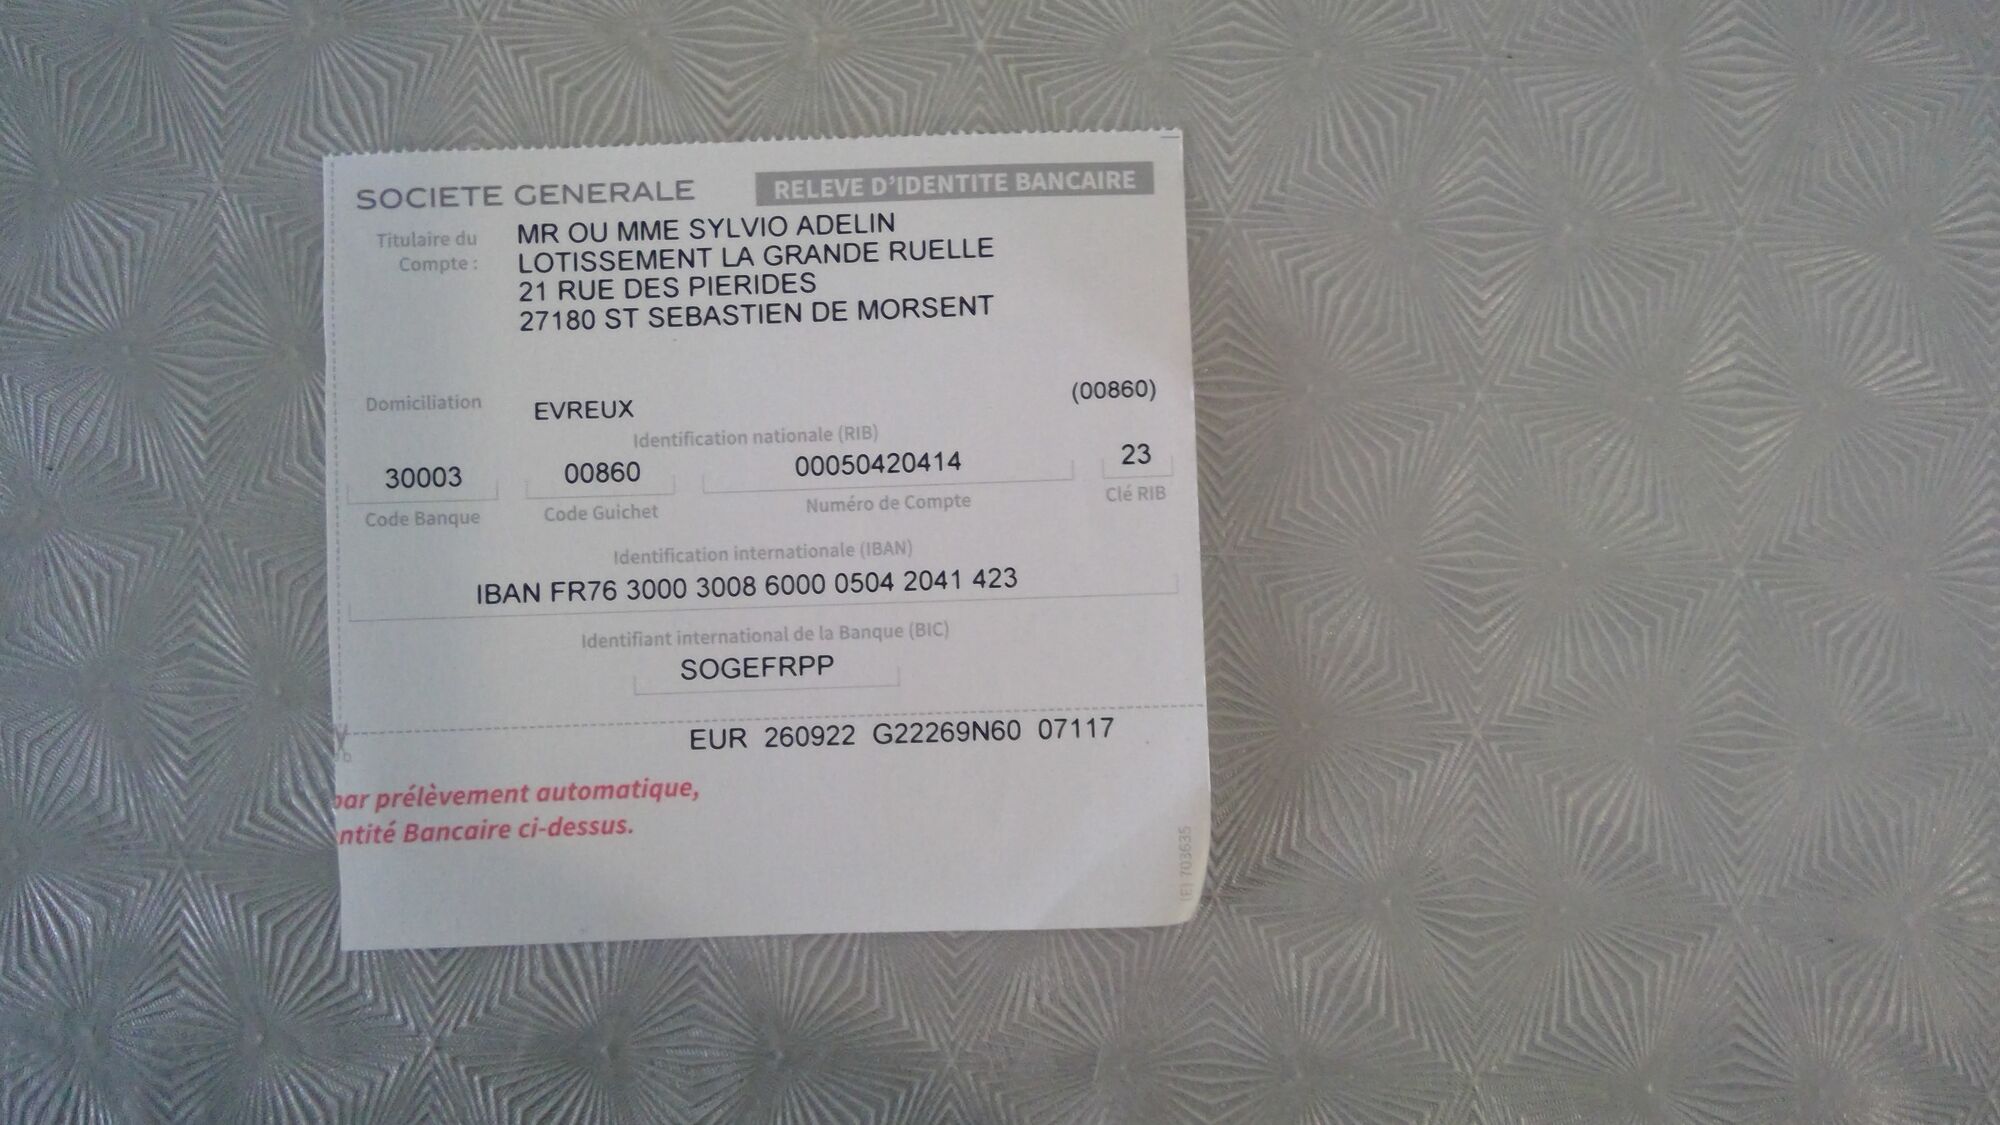 SOCIETE GENERALE RELEVE D'IDENTITE BANCAIRE
Titulaire du
Compte :
MR OU MME SYLVIO ADELIN
LOTISSEMENT LA GRANDE RUELLE
21 RUE DES PIERIDES
27180 ST SEBASTIEN DE MORSENT
Domiciliation EVREUX (00860)
Identification nationale (RIB)
30003 00860 00050420414 23
Code Banque Code Guichet Numéro de Compte Clé RIB
Identification internationale (IBAN)
IBAN FR76 3000 3008 6000 0504 2041 423
Identifiant international de la Banque (BIC)
SOGEFRPP
EUR 260922 G22269N60 07117
par prélèvement automatique,
ntité Bancaire ci-dessus.
(E) 703635